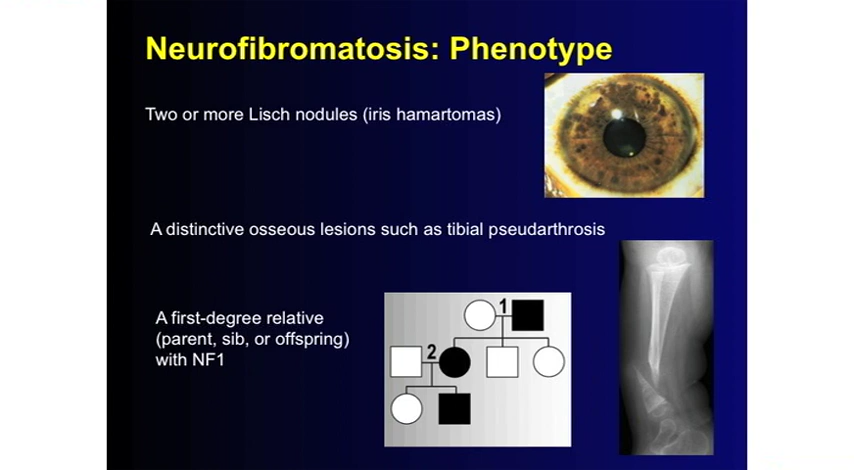 Neurofibromatosis: Phenotype
Two or more Lisch nodules (iris hamartomas)
A distinctive osseous lesions such as tibial pseudarthrosis
A first-degree relative
(parent, sib, or offspring)
with NF1
1
2